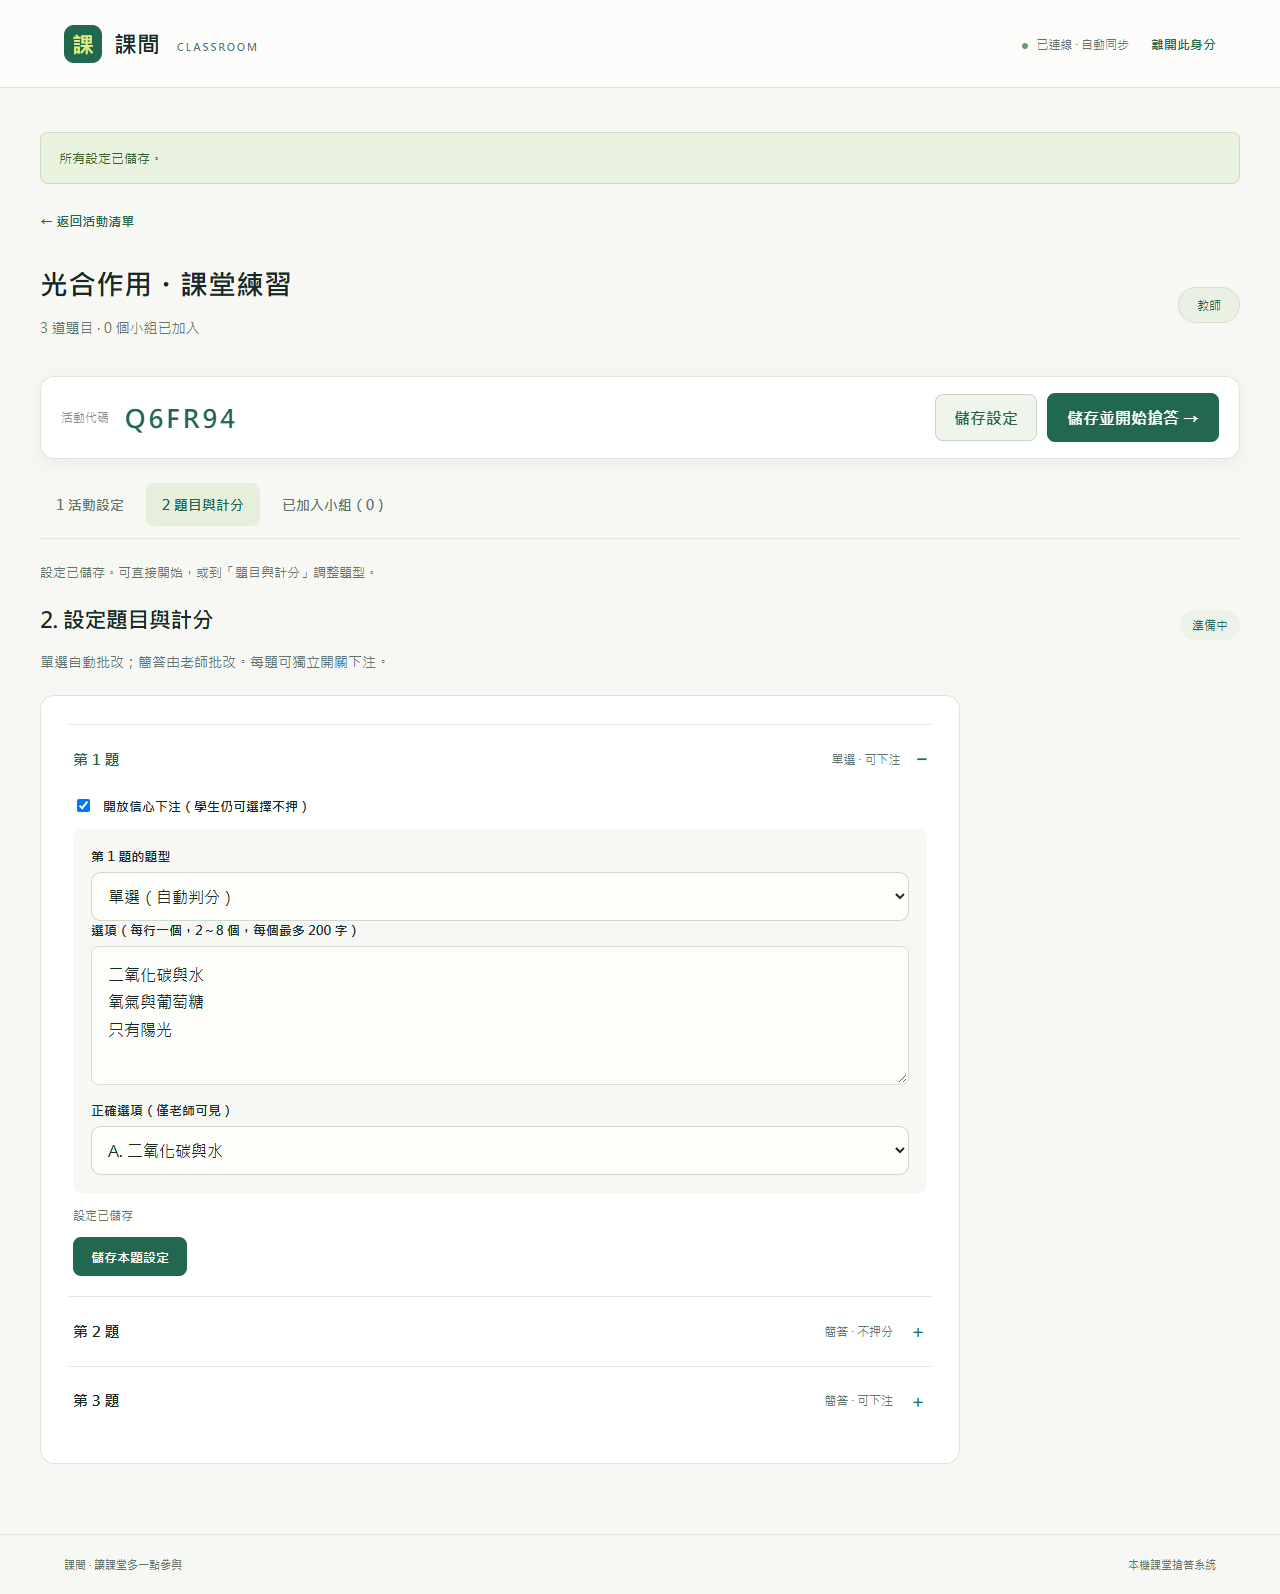 課 課間 CLASSROOM
已連線 · 自動同步 離開此身分
所有設定已儲存。
← 返回活動清單
光合作用・課堂練習
3 道題目 · 0 個小組已加入
教師
活動代碼 Q6FR94
儲存設定 儲存並開始搶答 →
1 活動設定 2 題目與計分 已加入小組（0）
設定已儲存。可直接開始，或到「題目與計分」調整題型。
2. 設定題目與計分
準備中
單選自動批改；簡答由老師批改。每題可獨立開關下注。
第 1 題 單選 · 可下注 −
開放信心下注（學生仍可選擇不押）
第 1 題的題型
單選（自動判分）
選項（每行一個，2～8 個，每個最多 200 字）
二氧化碳與水
氧氣與葡萄糖
只有陽光
正確選項（僅老師可見）
A. 二氧化碳與水
設定已儲存
儲存本題設定
第 2 題 簡答 · 不押分 +
第 3 題 簡答 · 可下注 +
課間 · 讓課堂多一點參與
本機課堂搶答系統